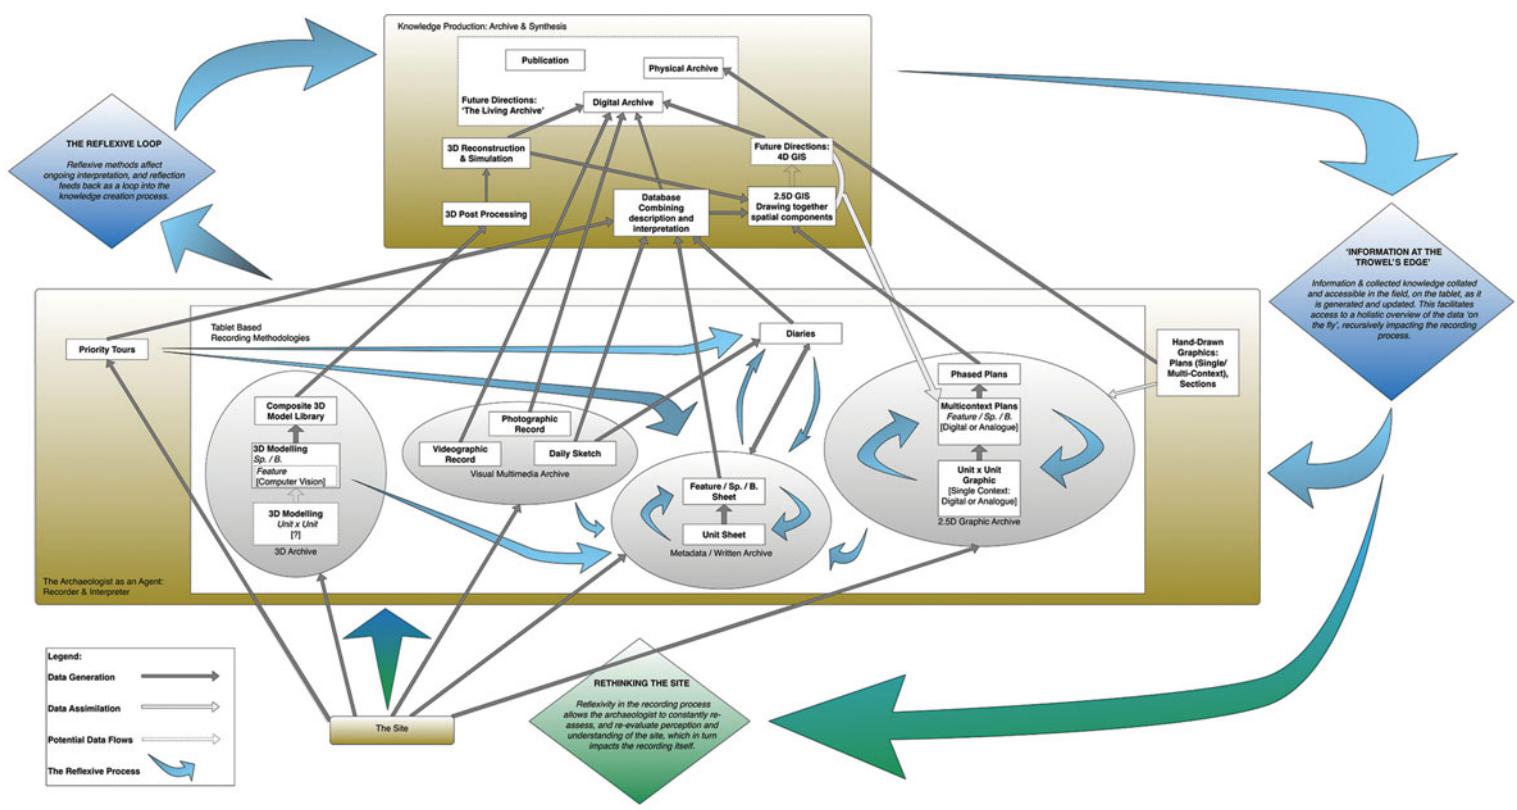 Knowledge Production: Archive & Synthesis
Publication
Physical Archive
Future Directions:
'The Living Archive'
Digital Archive
3D Reconstruction
& Simulation
Future Directions:
4D GIS
3D Post Processing
Database
Combining
description and
interpretation
2.5D GIS
Drawing together
spatial components
THE REFLEXIVE LOOP
Reflexive methods affect
ongoing interpretation, and reflection
feeds back as a loop into the
knowledge creation process.
'INFORMATION AT THE
TROWEL'S EDGE'
Information & collected knowledge collated
and accessible in the field, on the tablet, as it
is generated and updated. This facilitates
access to a holistic overview of the data 'on
the fly', recursively impacting the recording
process.
Priority Tours
Tablet Based
Recording Methodologies
Diaries
Hand-Drawn
Graphics:
Plans (Single/
Multi-Context),
Sections
Composite 3D
Model Library
3D Modelling
Sp. / B.
Feature
[Computer Vision]
3D Modelling
Unit x Unit
[?]
3D Archive
Photographic
Record
Videographic
Record
Daily Sketch
Visual Multimedia Archive
Feature / Sp. / B.
Sheet
Unit Sheet
Metadata / Written Archive
Phased Plans
Multicontext Plans
Feature / Sp. / B.
[Digital or Analogue]
Unit x Unit
Graphic
[Single Context:
Digital or Analogue]
2.5D Graphic Archive
The Archaeologist as an Agent:
Recorder & Interpreter
The Site
RETHINKING THE SITE
Reflexivity in the recording process
allows the archaeologist to constantly re-
assess, and re-evaluate perception and
understanding of the site, which in turn
impacts the recording itself.
Legend:
Data Generation
Data Assimilation
Potential Data Flows
The Reflexive Process